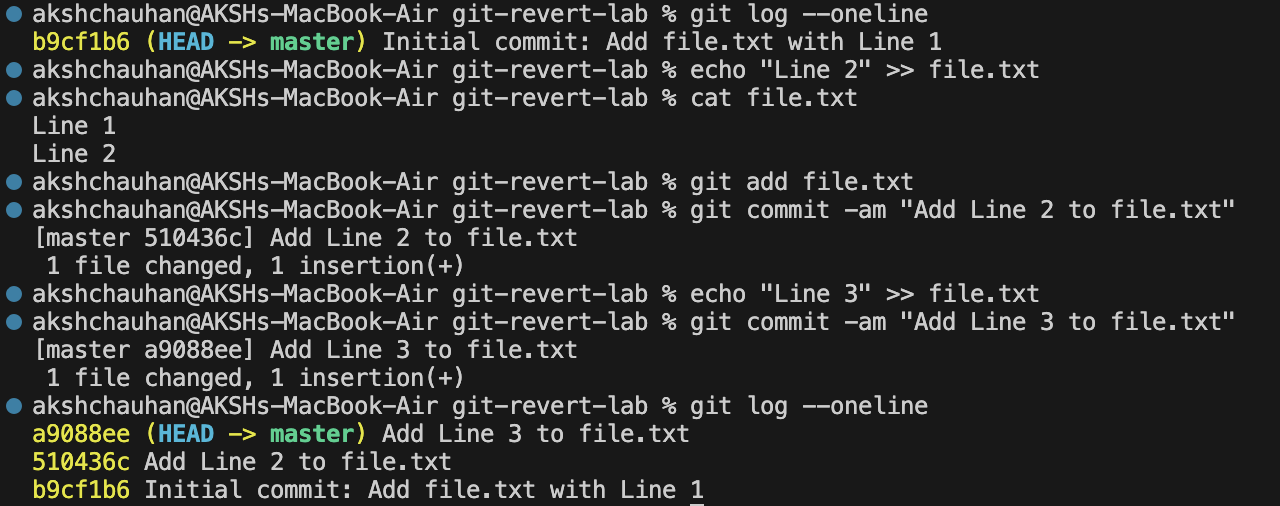 akshchauhan@AKSHs-MacBook-Air git-revert-lab % git log --oneline
b9cf1b6 (HEAD -> master) Initial commit: Add file.txt with Line 1
akshchauhan@AKSHs-MacBook-Air git-revert-lab % echo "Line 2" >> file.txt
akshchauhan@AKSHs-MacBook-Air git-revert-lab % cat file.txt
Line 1
Line 2
akshchauhan@AKSHs-MacBook-Air git-revert-lab % git add file.txt
akshchauhan@AKSHs-MacBook-Air git-revert-lab % git commit -am "Add Line 2 to file.txt"
[master 510436c] Add Line 2 to file.txt
 1 file changed, 1 insertion(+)
akshchauhan@AKSHs-MacBook-Air git-revert-lab % echo "Line 3" >> file.txt
akshchauhan@AKSHs-MacBook-Air git-revert-lab % git commit -am "Add Line 3 to file.txt"
[master a9088ee] Add Line 3 to file.txt
 1 file changed, 1 insertion(+)
akshchauhan@AKSHs-MacBook-Air git-revert-lab % git log --oneline
a9088ee (HEAD -> master) Add Line 3 to file.txt
510436c Add Line 2 to file.txt
b9cf1b6 Initial commit: Add file.txt with Line 1